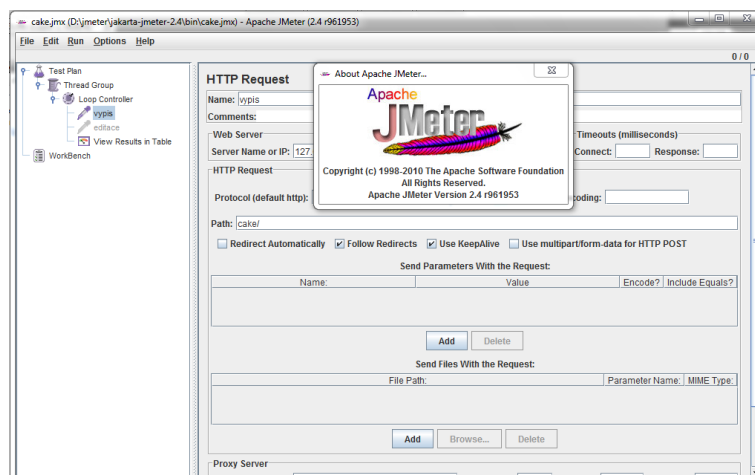 cake.jmx (D:\jmeter\jakarta-jmeter-2.4\bin\cake.jmx) - Apache JMeter (2.4 r961953)
File Edit Run Options Help
0 / 0
Test Plan
Thread Group
Loop Controller
vypis
editace
View Results in Table
WorkBench
HTTP Request
Name: vypis
Comments:
Web Server
Server Name or IP: 127.
Timeouts (milliseconds)
Connect: Response:
HTTP Request
Protocol (default http):
Path: cake/
Redirect Automatically Follow Redirects Use KeepAlive Use multipart/form-data for HTTP POST
Send Parameters With the Request:
Name: Value Encode? Include Equals?
Add Delete
Send Files With the Request:
File Path: Parameter Name: MIME Type:
Add Browse... Delete
Proxy Server
About Apache JMeter...
Apache
JMeter
Copyright (c) 1998-2010 The Apache Software Foundation
All Rights Reserved.
Apache JMeter Version 2.4 r961953